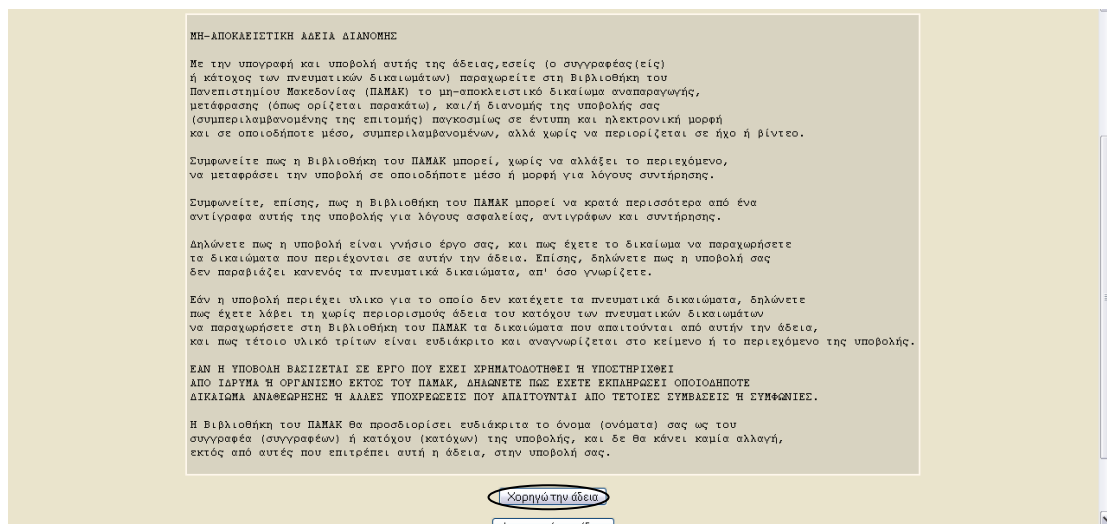 ΜΗ-ΑΠΟΚΛΕΙΣΤΙΚΗ ΑΔΕΙΑ ΔΙΑΝΟΜΗΣ
Με την υπογραφή και υποβολή αυτής της άδειας,εσείς (ο συγγραφέας(είς)
ή κάτοχος των πνευματικών δικαιωμάτων) παραχωρείτε στη Βιβλιοθήκη του
Πανεπιστημίου Μακεδονίας (ΠΑΜΑΚ) το μη-αποκλειστικό δικαίωμα αναπαραγωγής,
μετάφρασης (όπως ορίζεται παρακάτω), και/ή διανομής της υποβολής σας
(συμπεριλαμβανομένης της επιτομής) παγκοσμίως σε έντυπη και ηλεκτρονική μορφή
και σε οποιοδήποτε μέσο, συμπεριλαμβανομένων, αλλά χωρίς να περιορίζεται σε ήχο ή βίντεο.
Συμφωνείτε πως η Βιβλιοθήκη του ΠΑΜΑΚ μπορεί, χωρίς να αλλάξει το περιεχόμενο,
να μεταφράσει την υποβολή σε οποιοδήποτε μέσο ή μορφή για λόγους συντήρησης.
Συμφωνείτε, επίσης, πως η Βιβλιοθήκη του ΠΑΜΑΚ μπορεί να κρατά περισσότερα από ένα
αντίγραφα αυτής της υποβολής για λόγους ασφαλείας, αντιγράφων και συντήρησης.
Δηλώνετε πως η υποβολή είναι γνήσιο έργο σας, και πως έχετε το δικαίωμα να παραχωρήσετε
τα δικαιώματα που περιέχονται σε αυτήν την άδεια. Επίσης, δηλώνετε πως η υποβολή σας
δεν παραβιάζει κανενός τα πνευματικά δικαιώματα, απ' όσο γνωρίζετε.
Εάν η υποβολή περιέχει υλικο για το οποίο δεν κατέχετε τα πνευματικά δικαιώματα, δηλώνετε
πως έχετε λάβει τη χωρίς περιορισμούς άδεια του κατόχου των πνευματικών δικαιωμάτων
να παραχωρήσετε στη Βιβλιοθήκη του ΠΑΜΑΚ τα δικαιώματα που απαιτούνται από αυτήν την άδεια,
και πως τέτοιο υλικό τρίτων είναι ευδιάκριτο και αναγνωρίζεται στο κείμενο ή το περιεχόμενο της υποβολής.
ΕΑΝ Η ΥΠΟΒΟΛΗ ΒΑΣΙΖΕΤΑΙ ΣΕ ΕΡΓΟ ΠΟΥ ΕΧΕΙ ΧΡΗΜΑΤΟΔΟΤΗΘΕΙ Ή ΥΠΟΣΤΗΡΙΧΘΕΙ
ΑΠΟ ΙΔΡΥΜΑ Ή ΟΡΓΑΝΙΣΜΟ ΕΚΤΟΣ ΤΟΥ ΠΑΜΑΚ, ΔΗΛΩΝΕΤΕ ΠΩΣ ΕΧΕΤΕ ΕΚΠΛΗΡΩΣΕΙ ΟΠΟΙΟΔΗΠΟΤΕ
ΔΙΚΑΙΩΜΑ ΑΝΑΘΕΩΡΗΣΗΣ Ή ΑΛΛΕΣ ΥΠΟΧΡΕΩΣΕΙΣ ΠΟΥ ΑΠΑΙΤΟΥΝΤΑΙ ΑΠΟ ΤΕΤΟΙΕΣ ΣΥΜΒΑΣΕΙΣ Ή ΣΥΜΦΩΝΙΕΣ.
Η Βιβλιοθήκη του ΠΑΜΑΚ θα προσδιορίσει ευδιάκριτα το όνομα (ονόματα) σας ως του
συγγραφέα (συγγραφέων) ή κατόχου (κατόχων) της υποβολής, και δε θα κάνει καμία αλλαγή,
εκτός από αυτές που επιτρέπει αυτή η άδεια, στην υποβολή σας.
Χορηγώ την άδεια